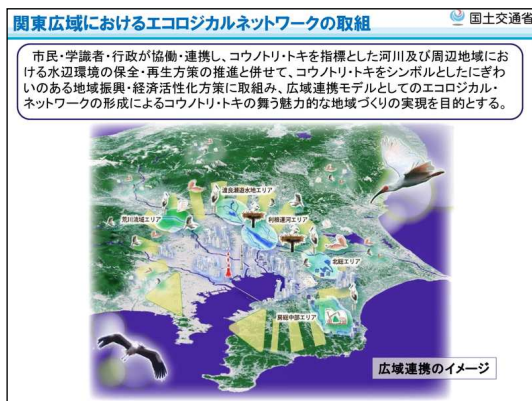 関東広域におけるエコロジカルネットワークの取組
国土交通省
市民・学識者・行政が協働・連携し、コウノトリ・トキを指標とした河川及び周辺地域にお
ける水辺環境の保全・再生方策の推進と併せて、コウノトリ・トキをシンボルとしたにぎわ
いのある地域振興・経済活性化方策に取組み、広域連携モデルとしてのエコロジカル・
ネットワークの形成によるコウノトリ・トキの舞う魅力的な地域づくりの実現を目的とする。
渡良瀬遊水地エリア
荒川流域エリア
利根運河エリア
北総エリア
房総中部エリア
広域連携のイメージ